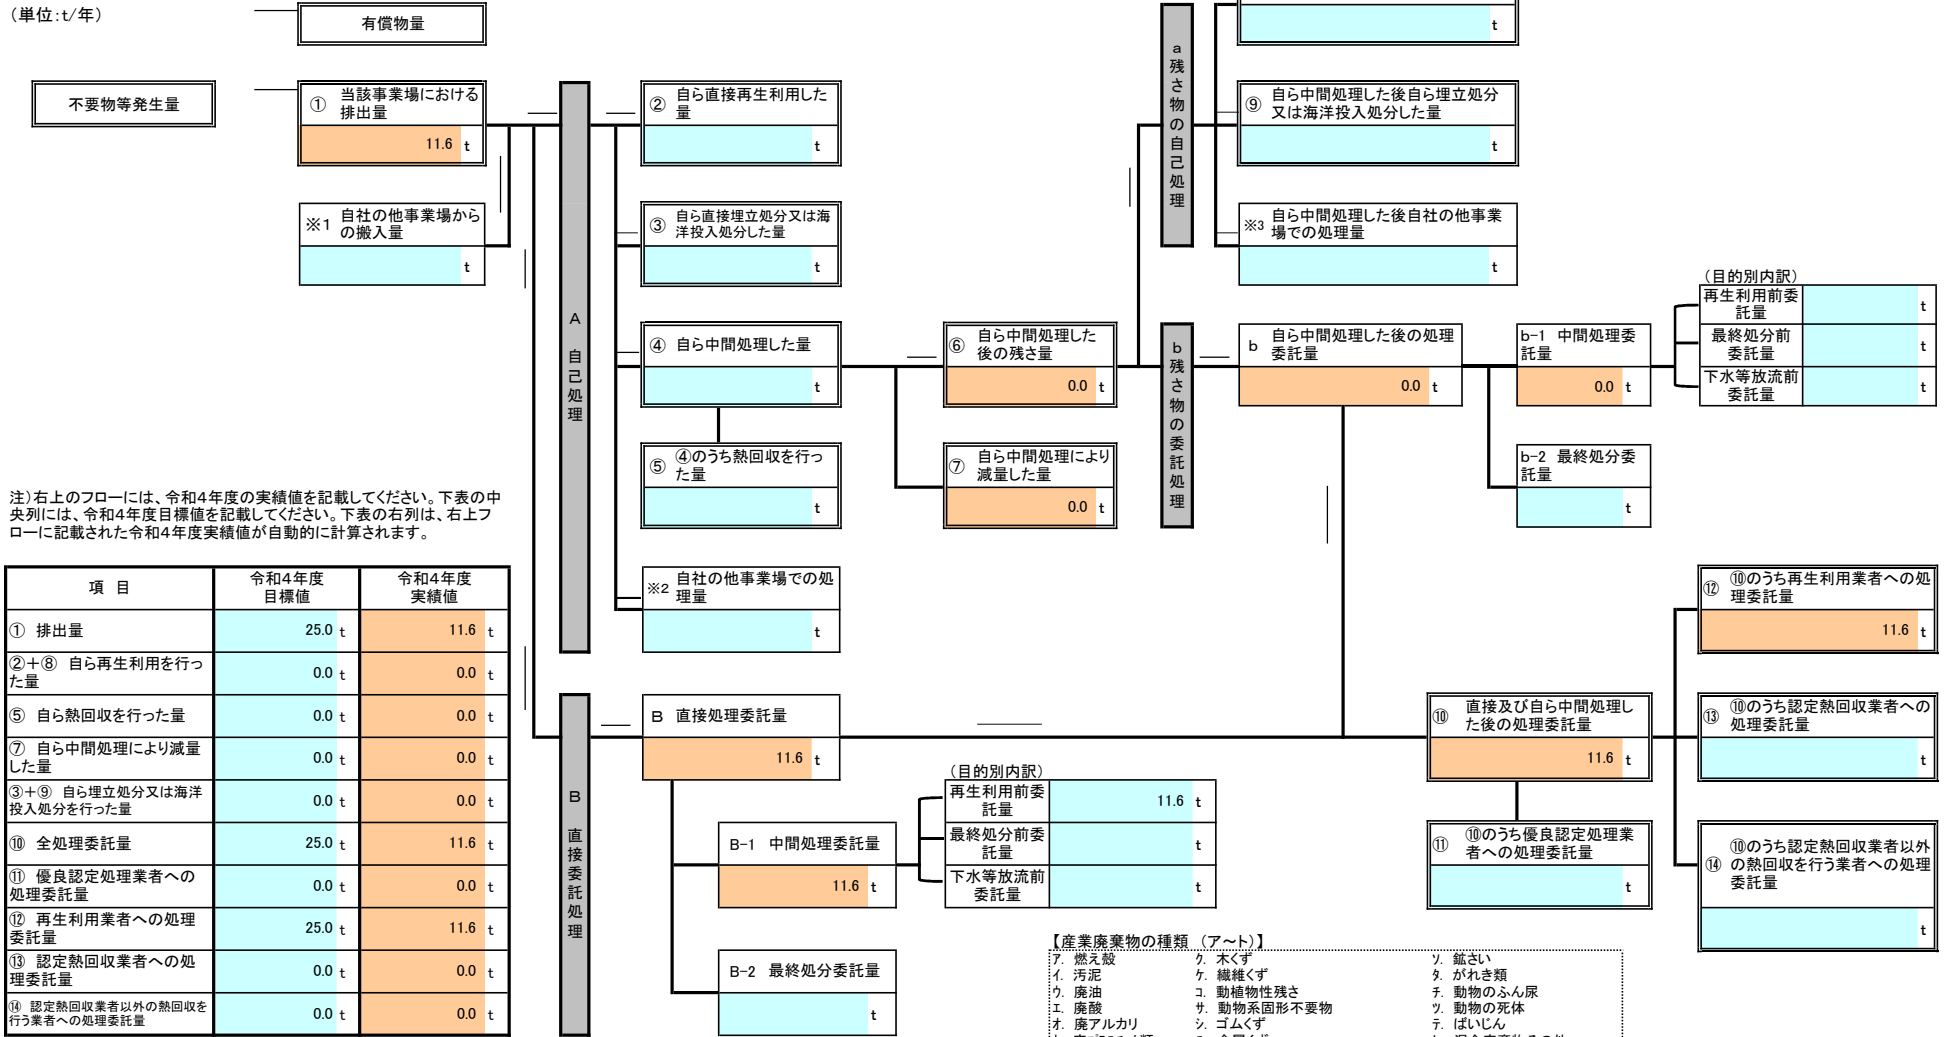 (単位:t/年)
有償物量
t
不要物等発生量
① 当該事業場における
排出量
11.6 t
※1 自社の他事業場から
の搬入量
t
A 自己処理
② 自ら直接再生利用した
量
t
③ 自ら直接埋立処分又は海
洋投入処分した量
t
④ 自ら中間処理した量
t
⑤ ④のうち熱回収を行っ
た量
t
※2 自社の他事業場での処
理量
t
⑥ 自ら中間処理した
後の残さ量
0.0 t
⑦ 自ら中間処理により
減量した量
0.0 t
a 残さ物の自己処理
⑨ 自ら中間処理した後自ら埋立処分
又は海洋投入処分した量
t
※3 自ら中間処理した後自社の他事業
場での処理量
t
b 残さ物の委託処理
b 自ら中間処理した後の処理
委託量
0.0 t
b-1 中間処理委
託量
0.0 t
b-2 最終処分委
託量
t
(目的別内訳)
再生利用前委
託量 t
最終処分前
委託量 t
下水等放流前
委託量 t
注)右上のフローには、令和4年度の実績値を記載してください。下表の中
央列には、令和4年度目標値を記載してください。下表の右列は、右上フ
ローに記載された令和4年度実績値が自動的に計算されます。
項 目 令和4年度 令和4年度
目標値 実績値
① 排出量 25.0 t 11.6 t
②+⑧ 自ら再生利用を行っ
た量 0.0 t 0.0 t
⑤ 自ら熱回収を行った量 0.0 t 0.0 t
⑦ 自ら中間処理により減量
した量 0.0 t 0.0 t
③+⑨ 自ら埋立処分又は海洋
投入処分を行った量 0.0 t 0.0 t
⑩ 全処理委託量 25.0 t 11.6 t
⑪ 優良認定処理業者への
処理委託量 0.0 t 0.0 t
⑫ 再生利用業者への処理
委託量 25.0 t 11.6 t
⑬ 認定熱回収業者への処
理委託量 0.0 t 0.0 t
⑭ 認定熱回収業者以外の熱回収を
行う業者への処理委託量 0.0 t 0.0 t
B 直接委託処理
B 直接処理委託量
11.6 t
B-1 中間処理委託量
11.6 t
B-2 最終処分委託量
t
(目的別内訳)
再生利用前委
託量 11.6 t
最終処分前委
託量 t
下水等放流前
委託量 t
⑩ 直接及び自ら中間処理し
た後の処理委託量
11.6 t
⑪ ⑩のうち優良認定処理業
者への処理委託量
t
⑫ ⑩のうち再生利用業者への処
理委託量
11.6 t
⑬ ⑩のうち認定熱回収業者への
処理委託量
t
⑭ ⑩のうち認定熱回収業者以外
の熱回収を行う業者への処理
委託量
t
【産業廃棄物の種類 (ア~ト)】
ア. 燃え殻 ク. 木くず ソ. 鉱さい
イ. 汚泥 ケ. 繊維くず タ. がれき類
ウ. 廃油 コ. 動植物性残さ チ. 動物のふん尿
エ. 廃酸 サ. 動物系固形不要物 ツ. 動物の死体
オ. 廃アルカリ シ. ゴムくず テ. ばいじん